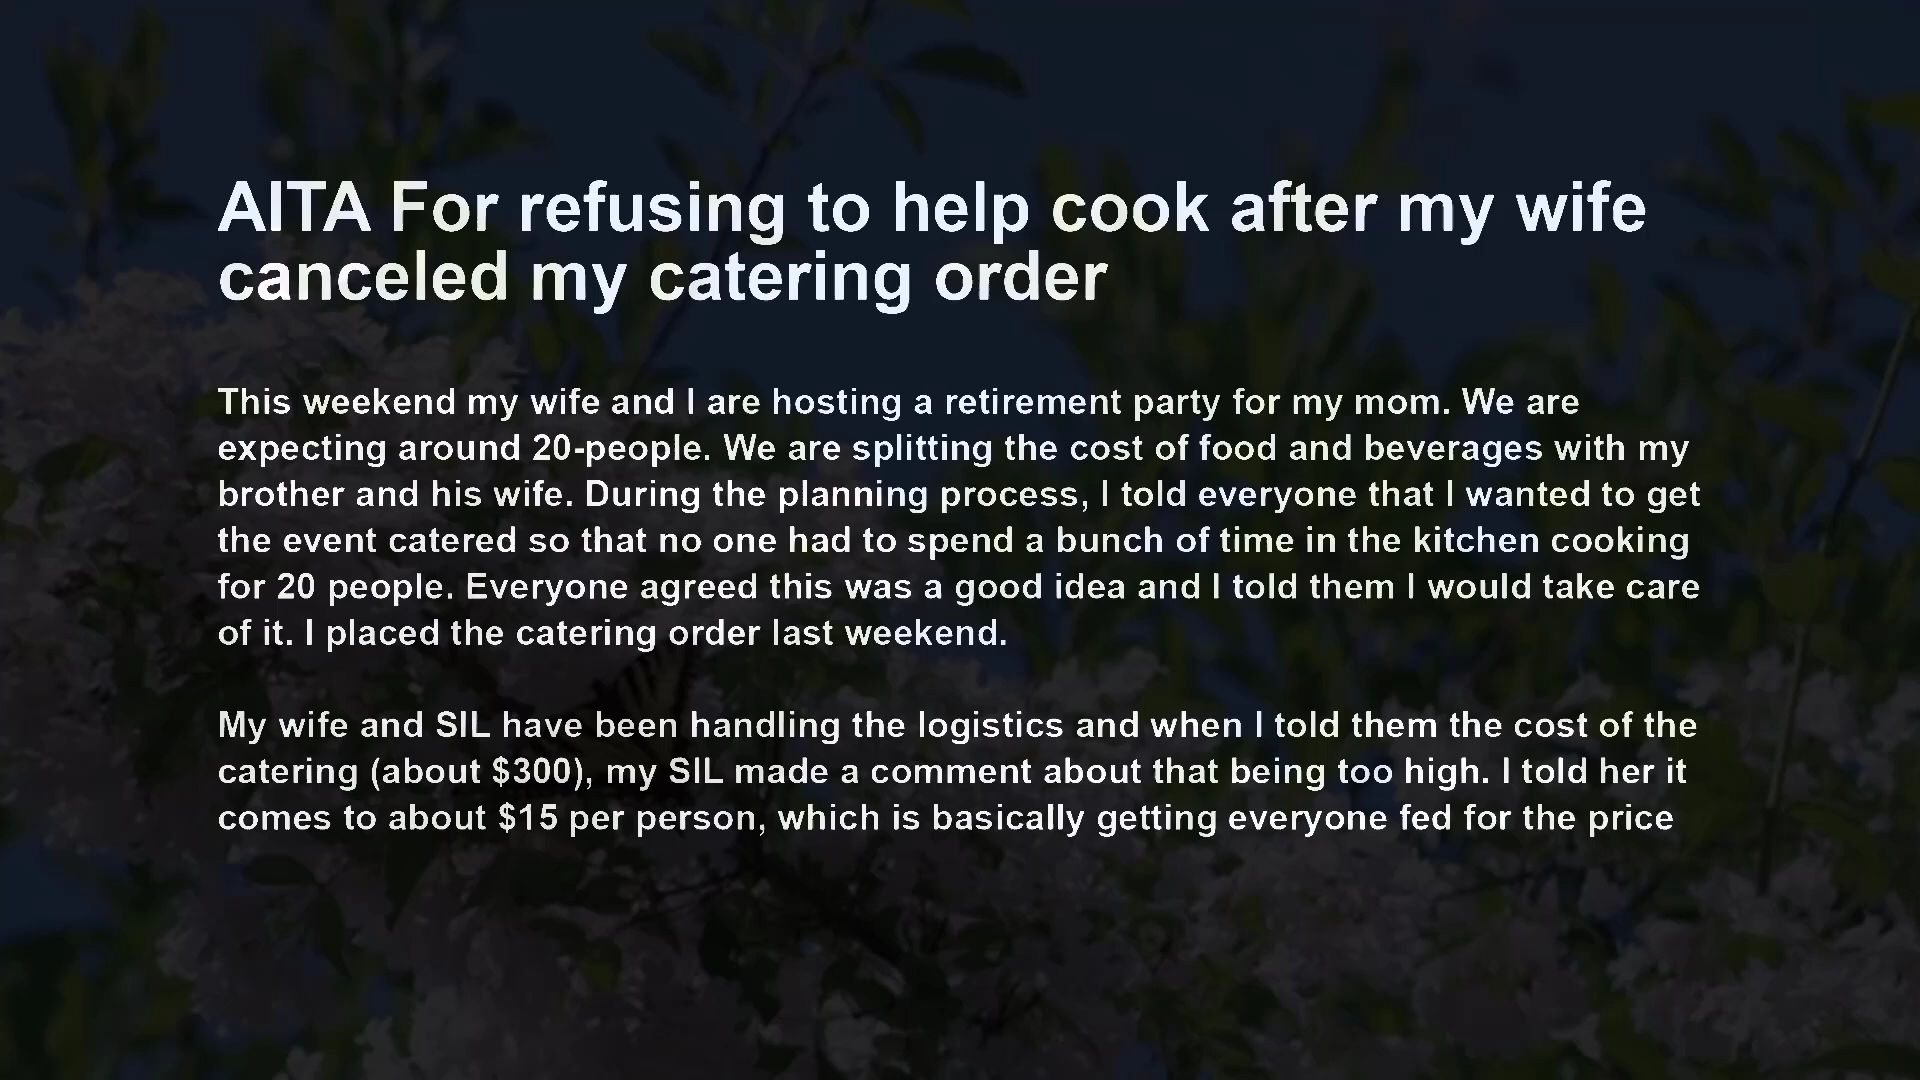 AITA For refusing to help cook after my wife
canceled my catering order
This weekend my wife and I are hosting a retirement party for my mom. We are
expecting around 20-people. We are splitting the cost of food and beverages with my
brother and his wife. During the planning process, I told everyone that I wanted to get
the event catered so that no one had to spend a bunch of time in the kitchen cooking
for 20 people. Everyone agreed this was a good idea and I told them I would take care
of it. I placed the catering order last weekend.
My wife and SIL have been handling the logistics and when I told them the cost of the
catering (about $300), my SIL made a comment about that being too high. I told her it
comes to about $15 per person, which is basically getting everyone fed for the price